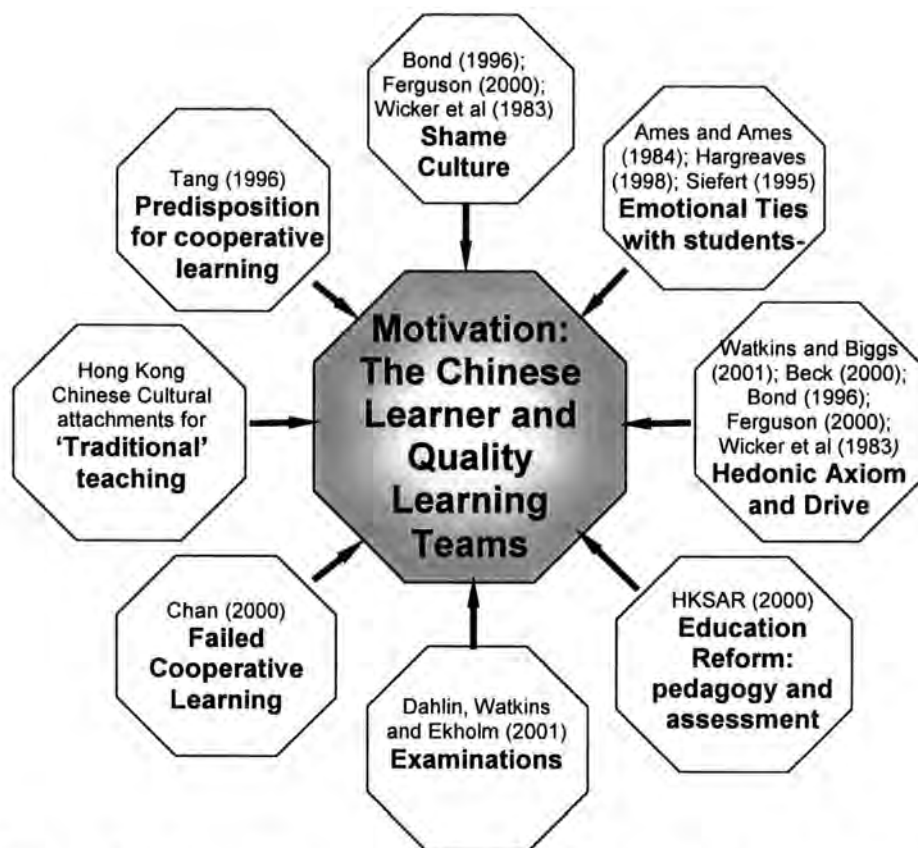 Bond (1996);
Ferguson (2000);
Wicker et al (1983)
Shame
Culture
Ames and Ames
(1984); Hargreaves
(1998); Siefert (1995)
Emotional Ties
with students-
Watkins and Biggs
(2001); Beck (2000);
Bond (1996);
Ferguson (2000);
Wicker et al (1983)
Hedonic Axiom
and Drive
HKSAR (2000)
Education
Reform:
pedagogy and
assessment
Dahlin, Watkins
and Ekholm (2001)
Examinations
Chan (2000)
Failed
Cooperative
Learning
Hong Kong
Chinese Cultural
attachments for
'Traditional'
teaching
Tang (1996)
Predisposition
for cooperative
learning
Motivation:
The Chinese
Learner and
Quality
Learning
Teams